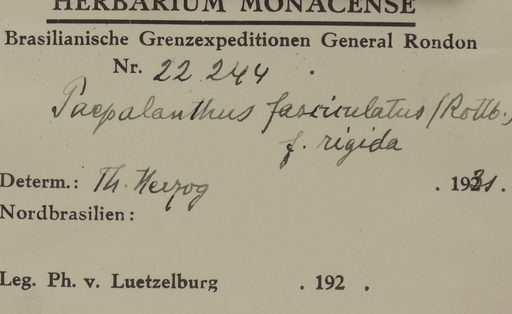 HERBARIUM MONACENSE
Brasilianische Grenzexpeditionen General Rondon
Nr. 22 244 .
Paepalanthus fasciculatus (Rottb.)
f. rigida
Determ.: Th. Herzog . 1931.
Nordbrasilien:
Leg. Ph. v. Luetzelburg . 192 .